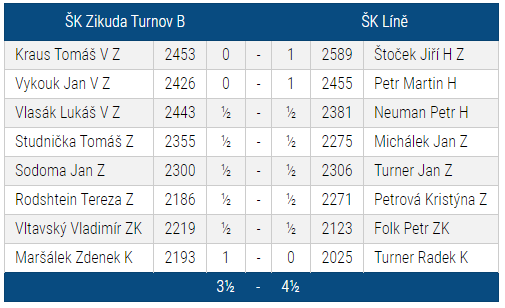 ŠK Zikuda Turnov B ŠK Líně
Kraus Tomáš V Z 2453 0 - 1 2589 Štoček Jiří H Z
Vykouk Jan V Z 2426 0 - 1 2455 Petr Martin H
Vlasák Lukáš V Z 2443 ½ - ½ 2381 Neuman Petr H
Studnička Tomáš Z 2355 ½ - ½ 2275 Michálek Jan Z
Sodoma Jan Z 2300 ½ - ½ 2306 Turner Jan Z
Rodshtein Tereza Z 2186 ½ - ½ 2271 Petrová Kristýna Z
Vltavský Vladimír ZK 2219 ½ - ½ 2123 Folk Petr ZK
Maršálek Zdenek K 2193 1 - 0 2025 Turner Radek K
3½ - 4½